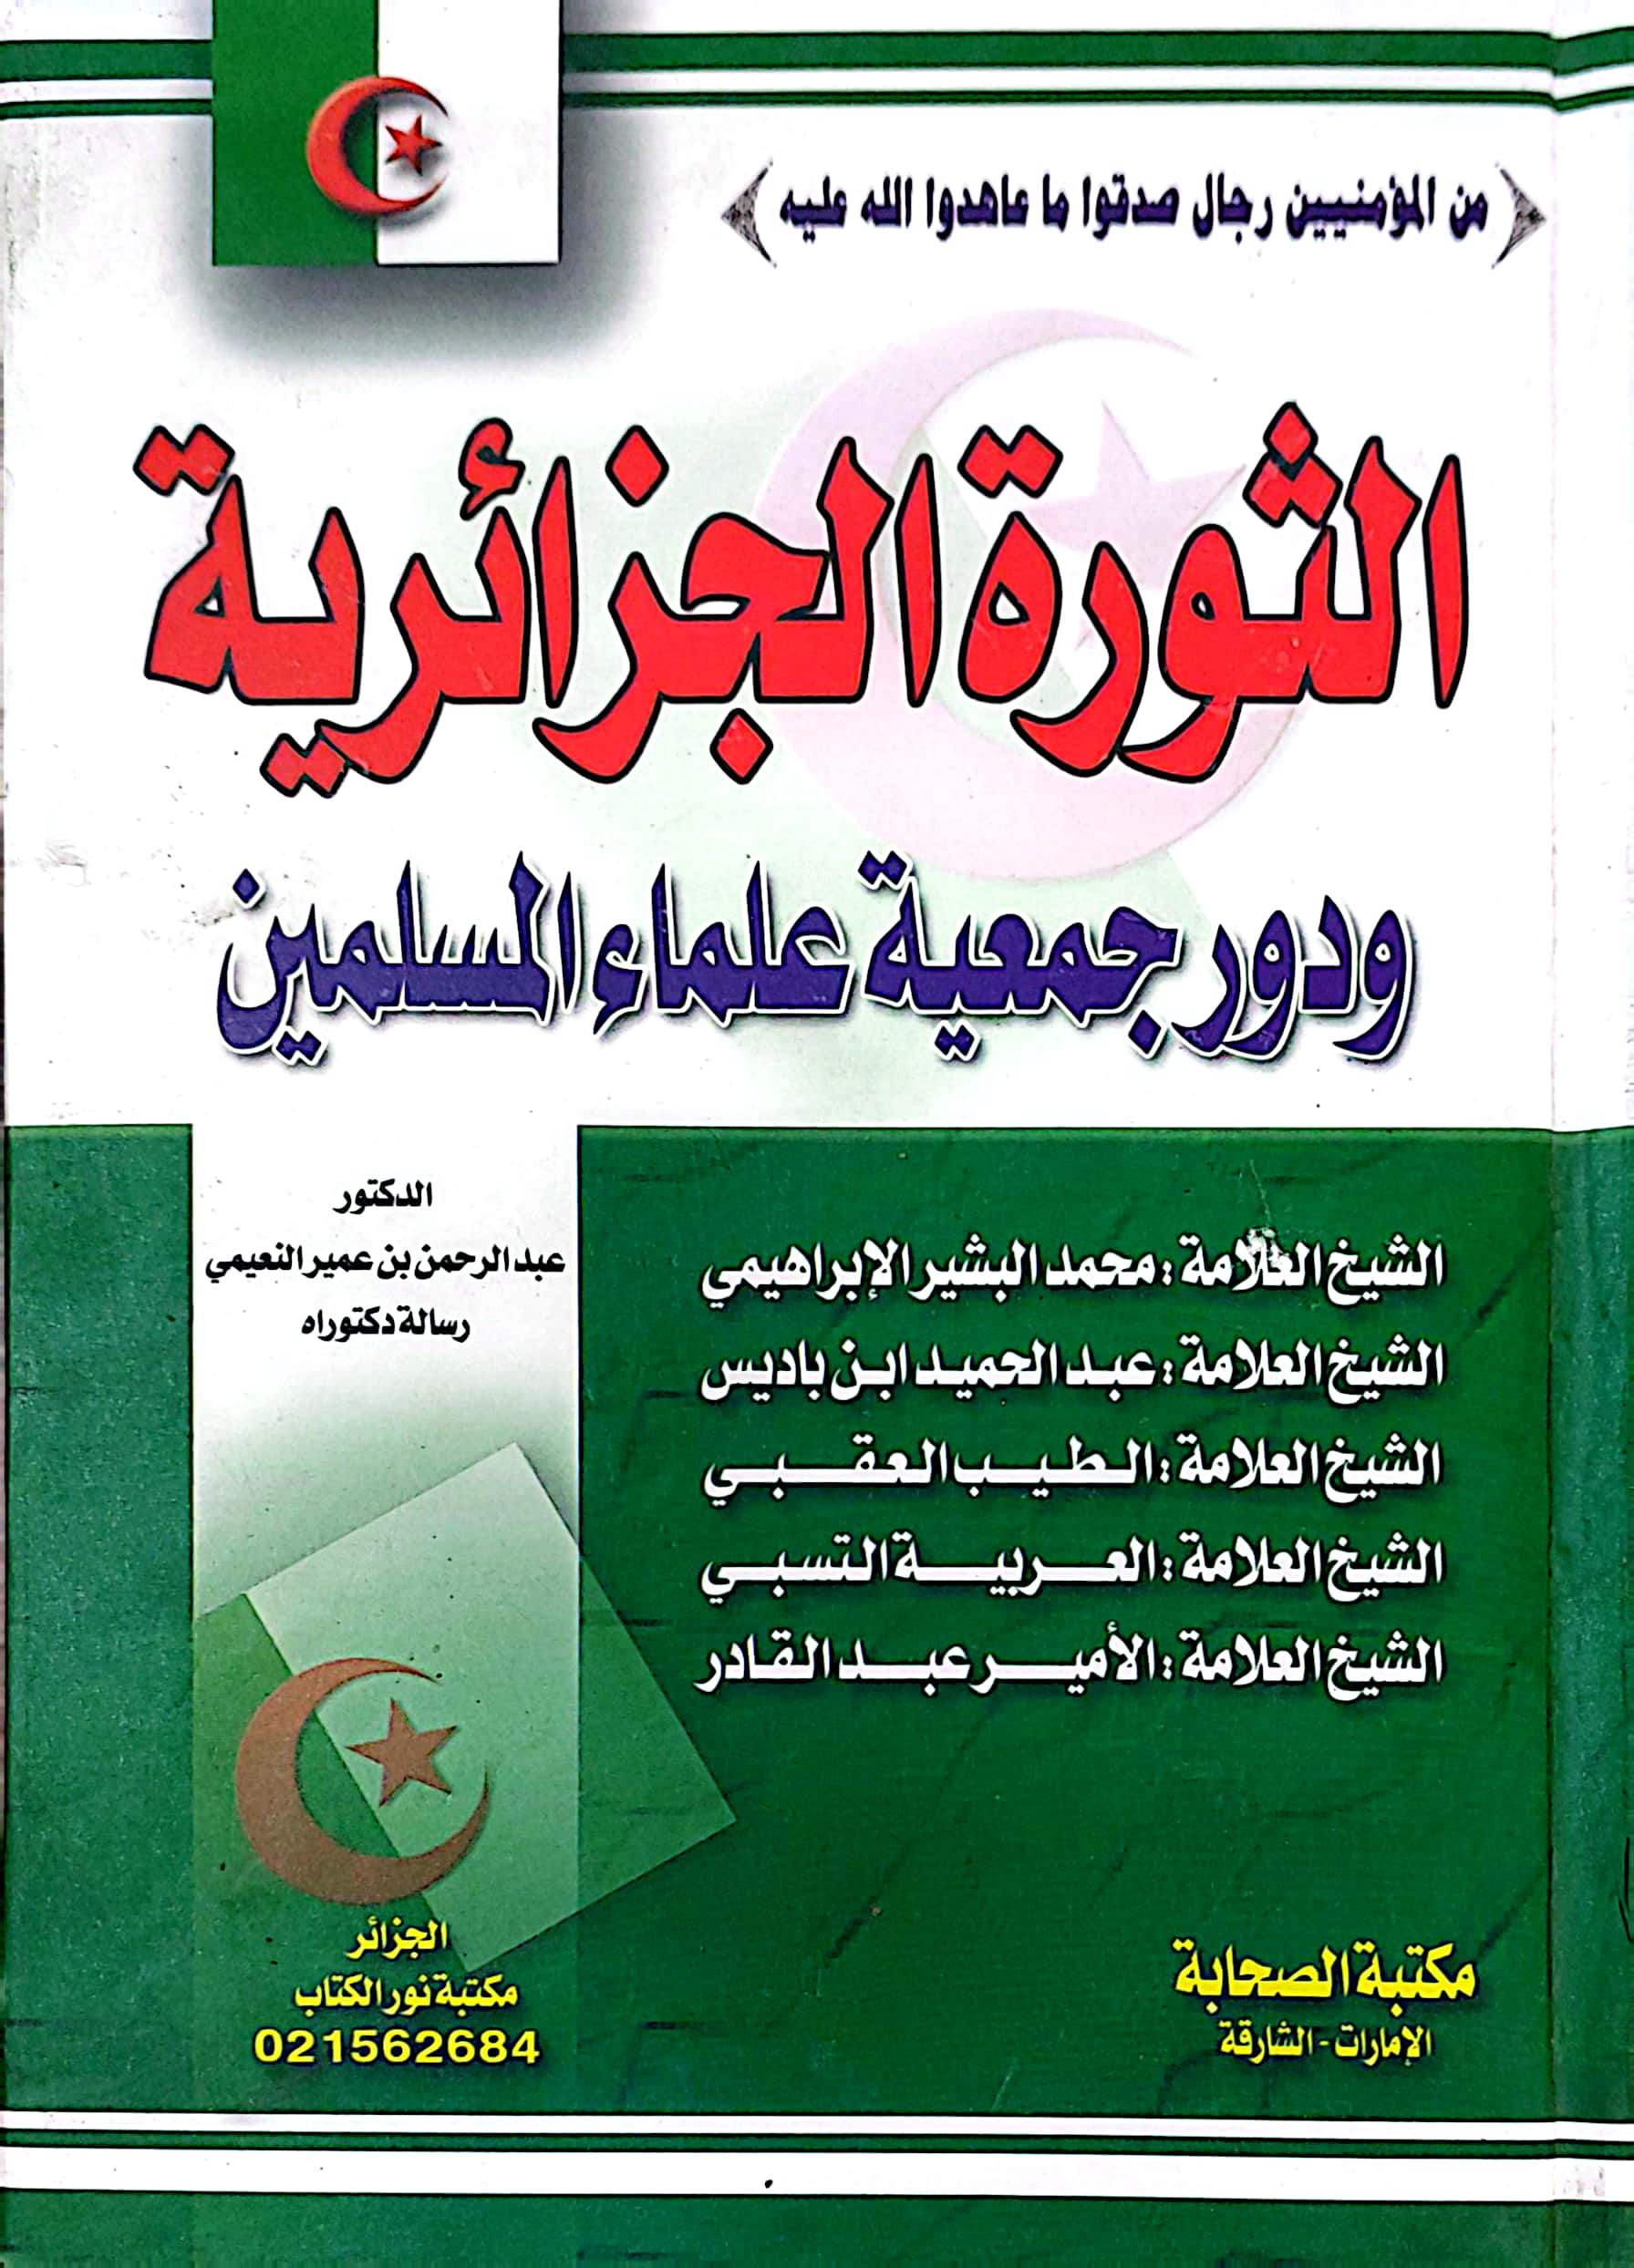 ﴿ من المؤمنيين رجال صدقوا ما عاهدوا الله عليه ﴾
الثورة الجزائرية
ودور جمعية علماء المسلمين
الدكتور
عبد الرحمن بن عمير النعيمي
رسالة دكتوراه
الشيخ العلامة : محمد البشير الإبراهيمي
الشيخ العلامة : عبد الحميد ابن باديس
الشيخ العلامة : الطيب العقبي
الشيخ العلامة : العربية التسبي
الشيخ العلامة : الأمير عبد القادر
مكتبة الصحابة
الإمارات - الشارقة
الجزائر
مكتبة نور الكتاب
021562684